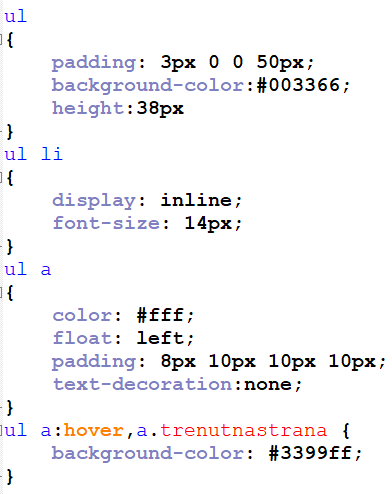 ul
{
padding: 3px 0 0 50px;
background-color:#003366;
height:38px
}
ul li
{
display: inline;
font-size: 14px;
}
ul a
{
color: #fff;
float: left;
padding: 8px 10px 10px 10px;
text-decoration:none;
}
ul a:hover,a.trenutnastrana {
background-color: #3399ff;
}